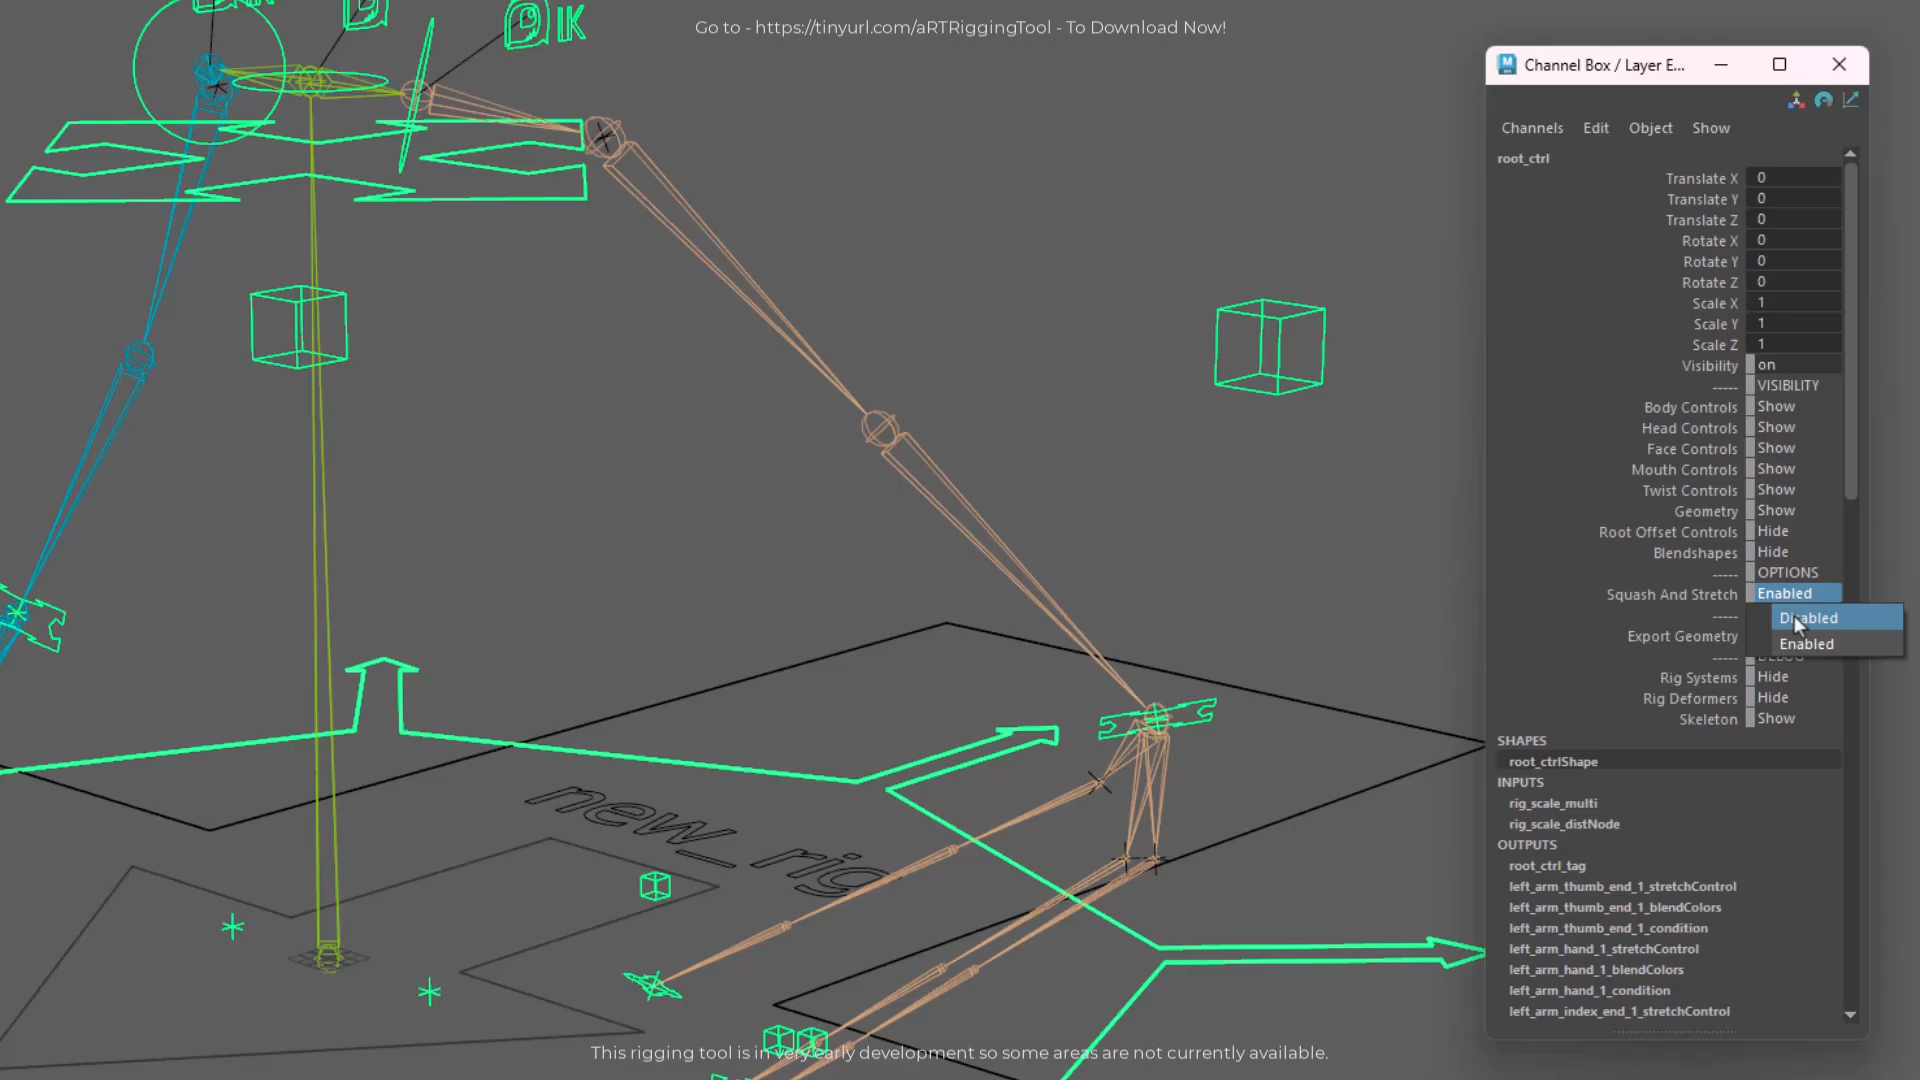 Go to - https://tinyurl.com/aRTRiggingTool - To Download Now!
IK
Channel Box / Layer E...
Channels Edit Object Show
root_ctrl
Translate X 0
Translate Y 0
Translate Z 0
Rotate X 0
Rotate Y 0
Rotate Z 0
Scale X 1
Scale Y 1
Scale Z 1
Visibility on
----- VISIBILITY
Body Controls Show
Head Controls Show
Face Controls Show
Mouth Controls Show
Twist Controls Show
Geometry Show
Root Offset Controls Hide
Blendshapes Hide
----- OPTIONS
Squash And Stretch Enabled
----- Disabled
Export Geometry Enabled
----- DEBUG
Rig Systems Hide
Rig Deformers Hide
Skeleton Show
SHAPES
root_ctrlShape
INPUTS
rig_scale_multi
rig_scale_distNode
OUTPUTS
root_ctrl_tag
left_arm_thumb_end_1_stretchControl
left_arm_thumb_end_1_blendColors
left_arm_thumb_end_1_condition
left_arm_hand_1_stretchControl
left_arm_hand_1_blendColors
left_arm_hand_1_condition
left_arm_index_end_1_stretchControl
new_rig
This rigging tool is in very early development so some areas are not currently available.